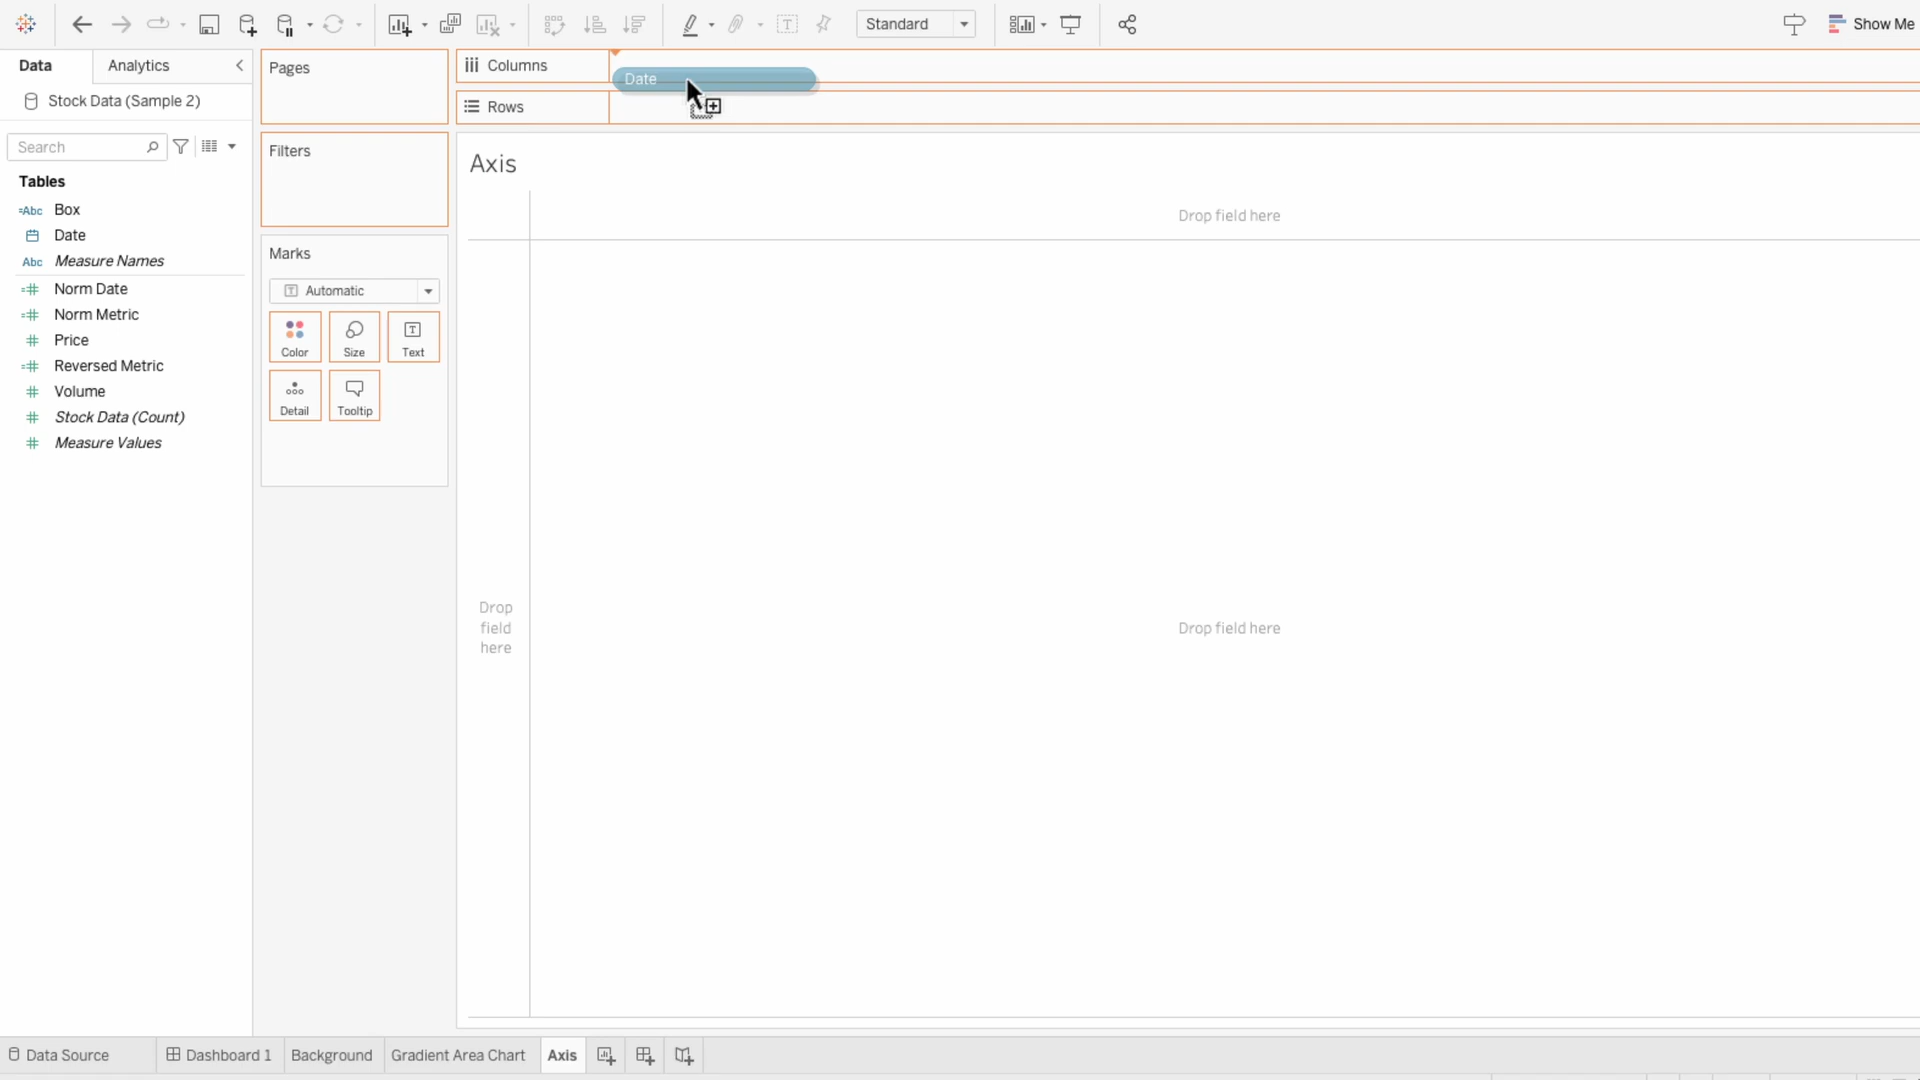 Standard
Show Me
Data
Analytics
Stock Data (Sample 2)
Search
Tables
Abc Box
Date
Abc Measure Names
Norm Date
Norm Metric
Price
Reversed Metric
Volume
Stock Data (Count)
Measure Values
Pages
Filters
Marks
T Automatic
Color
Size
T
Text
Detail
Tooltip
Columns
Date
Rows
Axis
Drop field here
Drop
field
here
Drop field here
Data Source
Dashboard 1
Background
Gradient Area Chart
Axis